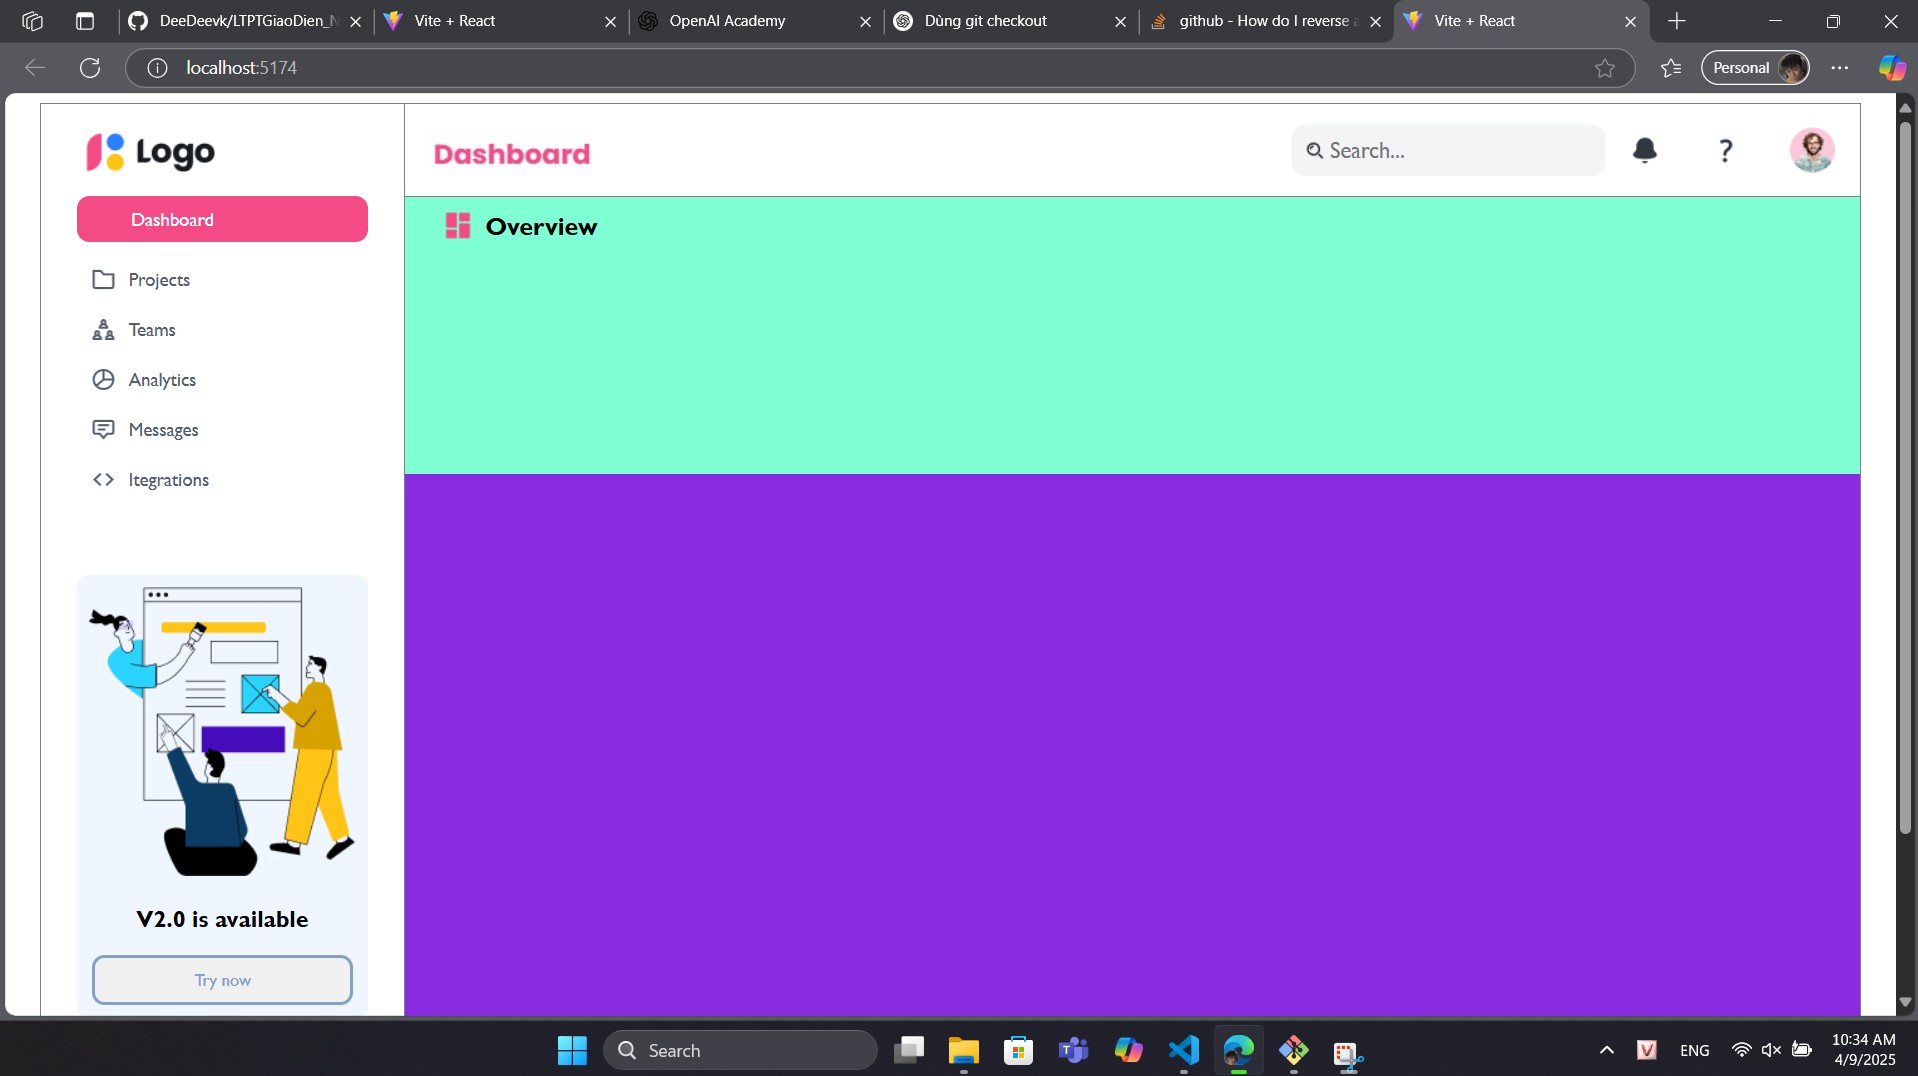 DeeDeevk/LTPTGiaoDien_N
Vite + React
OpenAI Academy
Dùng git checkout
github - How do I reverse a
Vite + React
localhost:5174
Personal
Logo
Dashboard
Search...
?
Dashboard
Overview
Projects
Teams
Analytics
Messages
Itegrations
V2.0 is available
Try now
Search
ENG
10:34 AM
4/9/2025